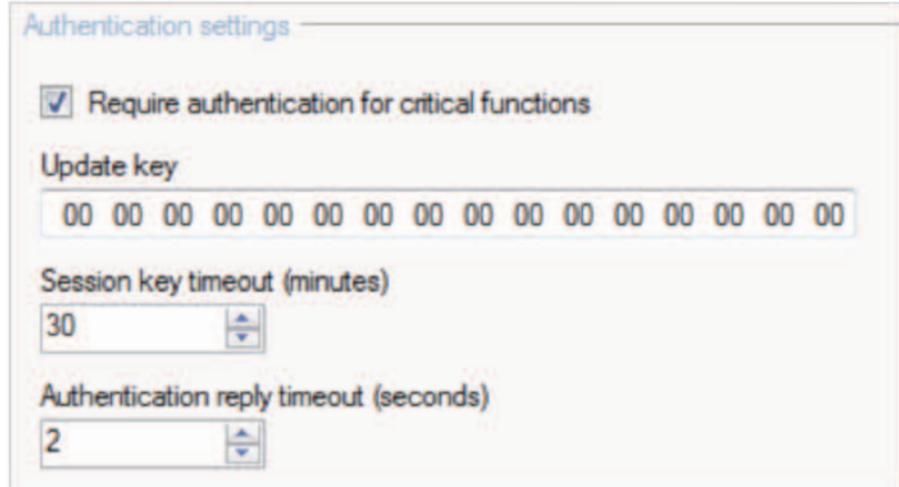 Authentication settings
Require authentication for critical functions
Update key
00 00 00 00 00 00 00 00 00 00 00 00 00 00 00 00
Session key timeout (minutes)
30
Authentication reply timeout (seconds)
2